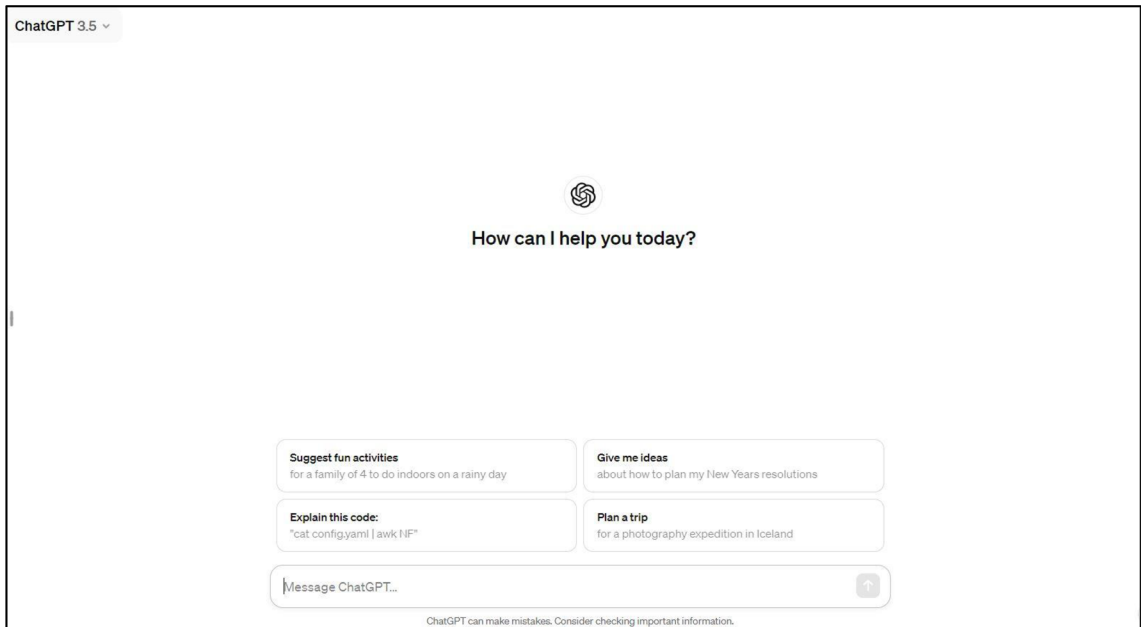 ChatGPT 3.5
How can I help you today?
Suggest fun activities
for a family of 4 to do indoors on a rainy day
Give me ideas
about how to plan my New Years resolutions
Explain this code:
"cat config.yaml | awk NF"
Plan a trip
for a photography expedition in Iceland
Message ChatGPT...
ChatGPT can make mistakes. Consider checking important information.